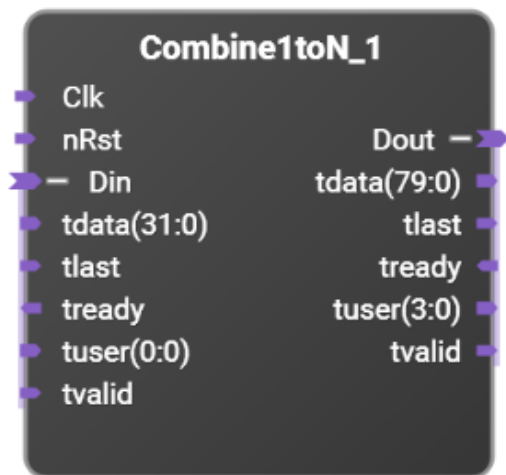 Combine1toN_1
Clk
nRst
Dout
Din
tdata(79:0)
tdata(31:0)
tlast
tlast
tready
tready
tuser(3:0)
tuser(0:0)
tvalid
tvalid